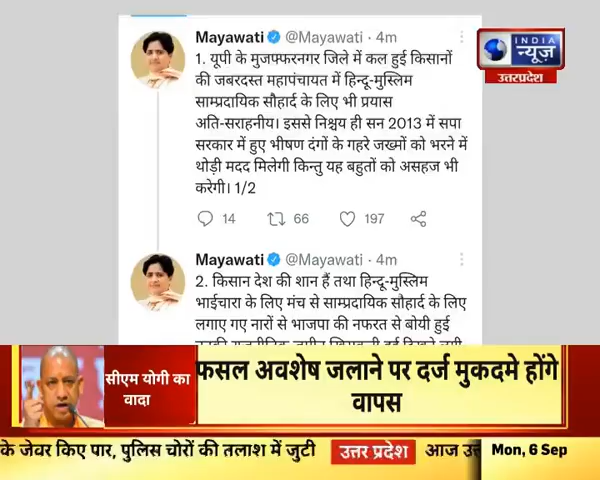 Mayawati @Mayawati · 4m
1. यूपी के मुजफ्फरनगर जिले में कल हुई किसानों
की जबरदस्त महापंचायत में हिन्दू-मुस्लिम
साम्प्रदायिक सौहार्द के लिए भी प्रयास
अति-सराहनीय। इससे निश्चय ही सन 2013 में सपा
सरकार में हुए भीषण दंगों के गहरे जख्मों को भरने में
थोड़ी मदद मिलेगी किन्तु यह बहुतों को असहज भी
करेगी। 1/2
14 66 197
INDIA
न्यूज़
उत्तरप्रदेश
Mayawati @Mayawati · 4m
2. किसान देश की शान हैं तथा हिन्दू-मुस्लिम
भाईचारा के लिए मंच से साम्प्रदायिक सौहार्द के लिए
लगाए गए नारों से भाजपा की नफरत से बोयी हुई
सीएम योगी का
वादा
फसल अवशेष जलाने पर दर्ज मुकदमे होंगे
वापस
के जेवर किए पार, पुलिस चोरों की तलाश में जुटी उत्तर प्रदेश आज Mon, 6 Sep